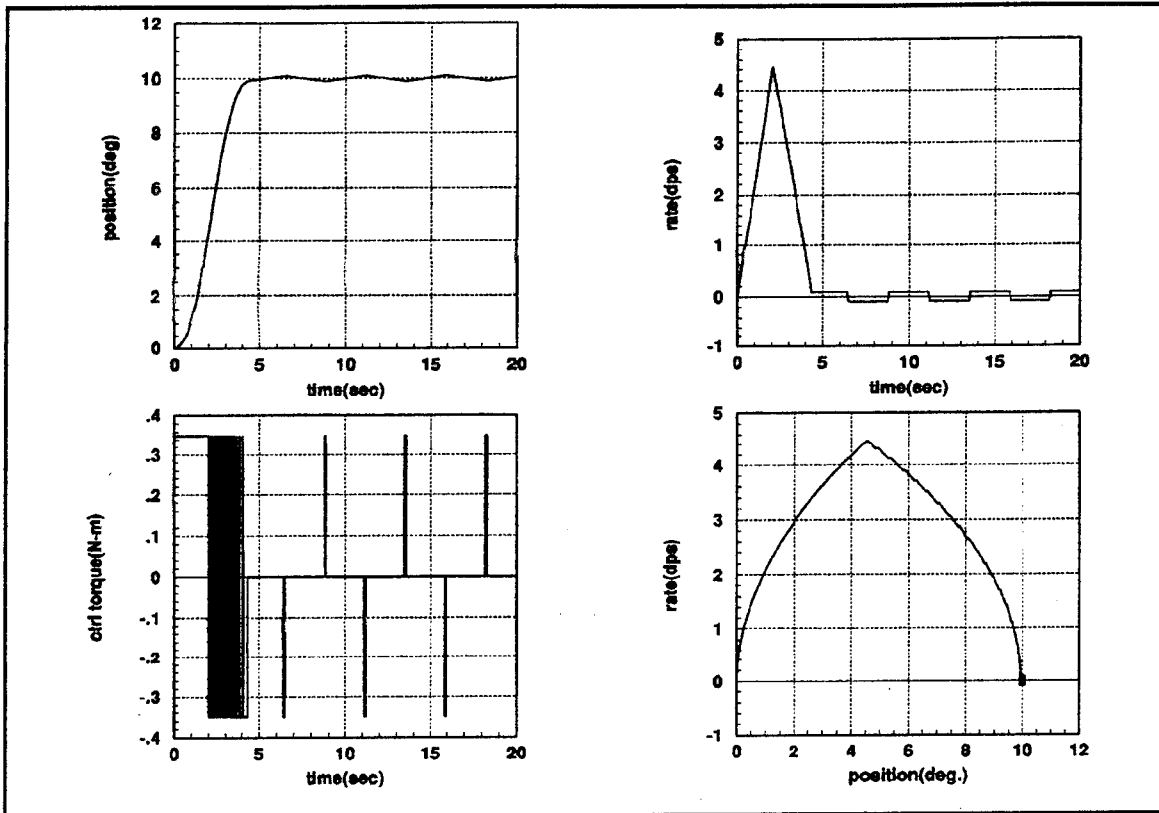 position(deg)
12
10
8
6
4
2
0
0 5 10 15 20
time(sec)
rate(dps)
5
4
3
2
1
0
-1
0 5 10 15 20
time(sec)
ctrl torque(N-m)
.4
.3
.2
.1
0
-.1
-.2
-.3
-.4
0 5 10 15 20
time(sec)
rate(dps)
5
4
3
2
1
0
-1
0 2 4 6 8 10 12
position(deg.)